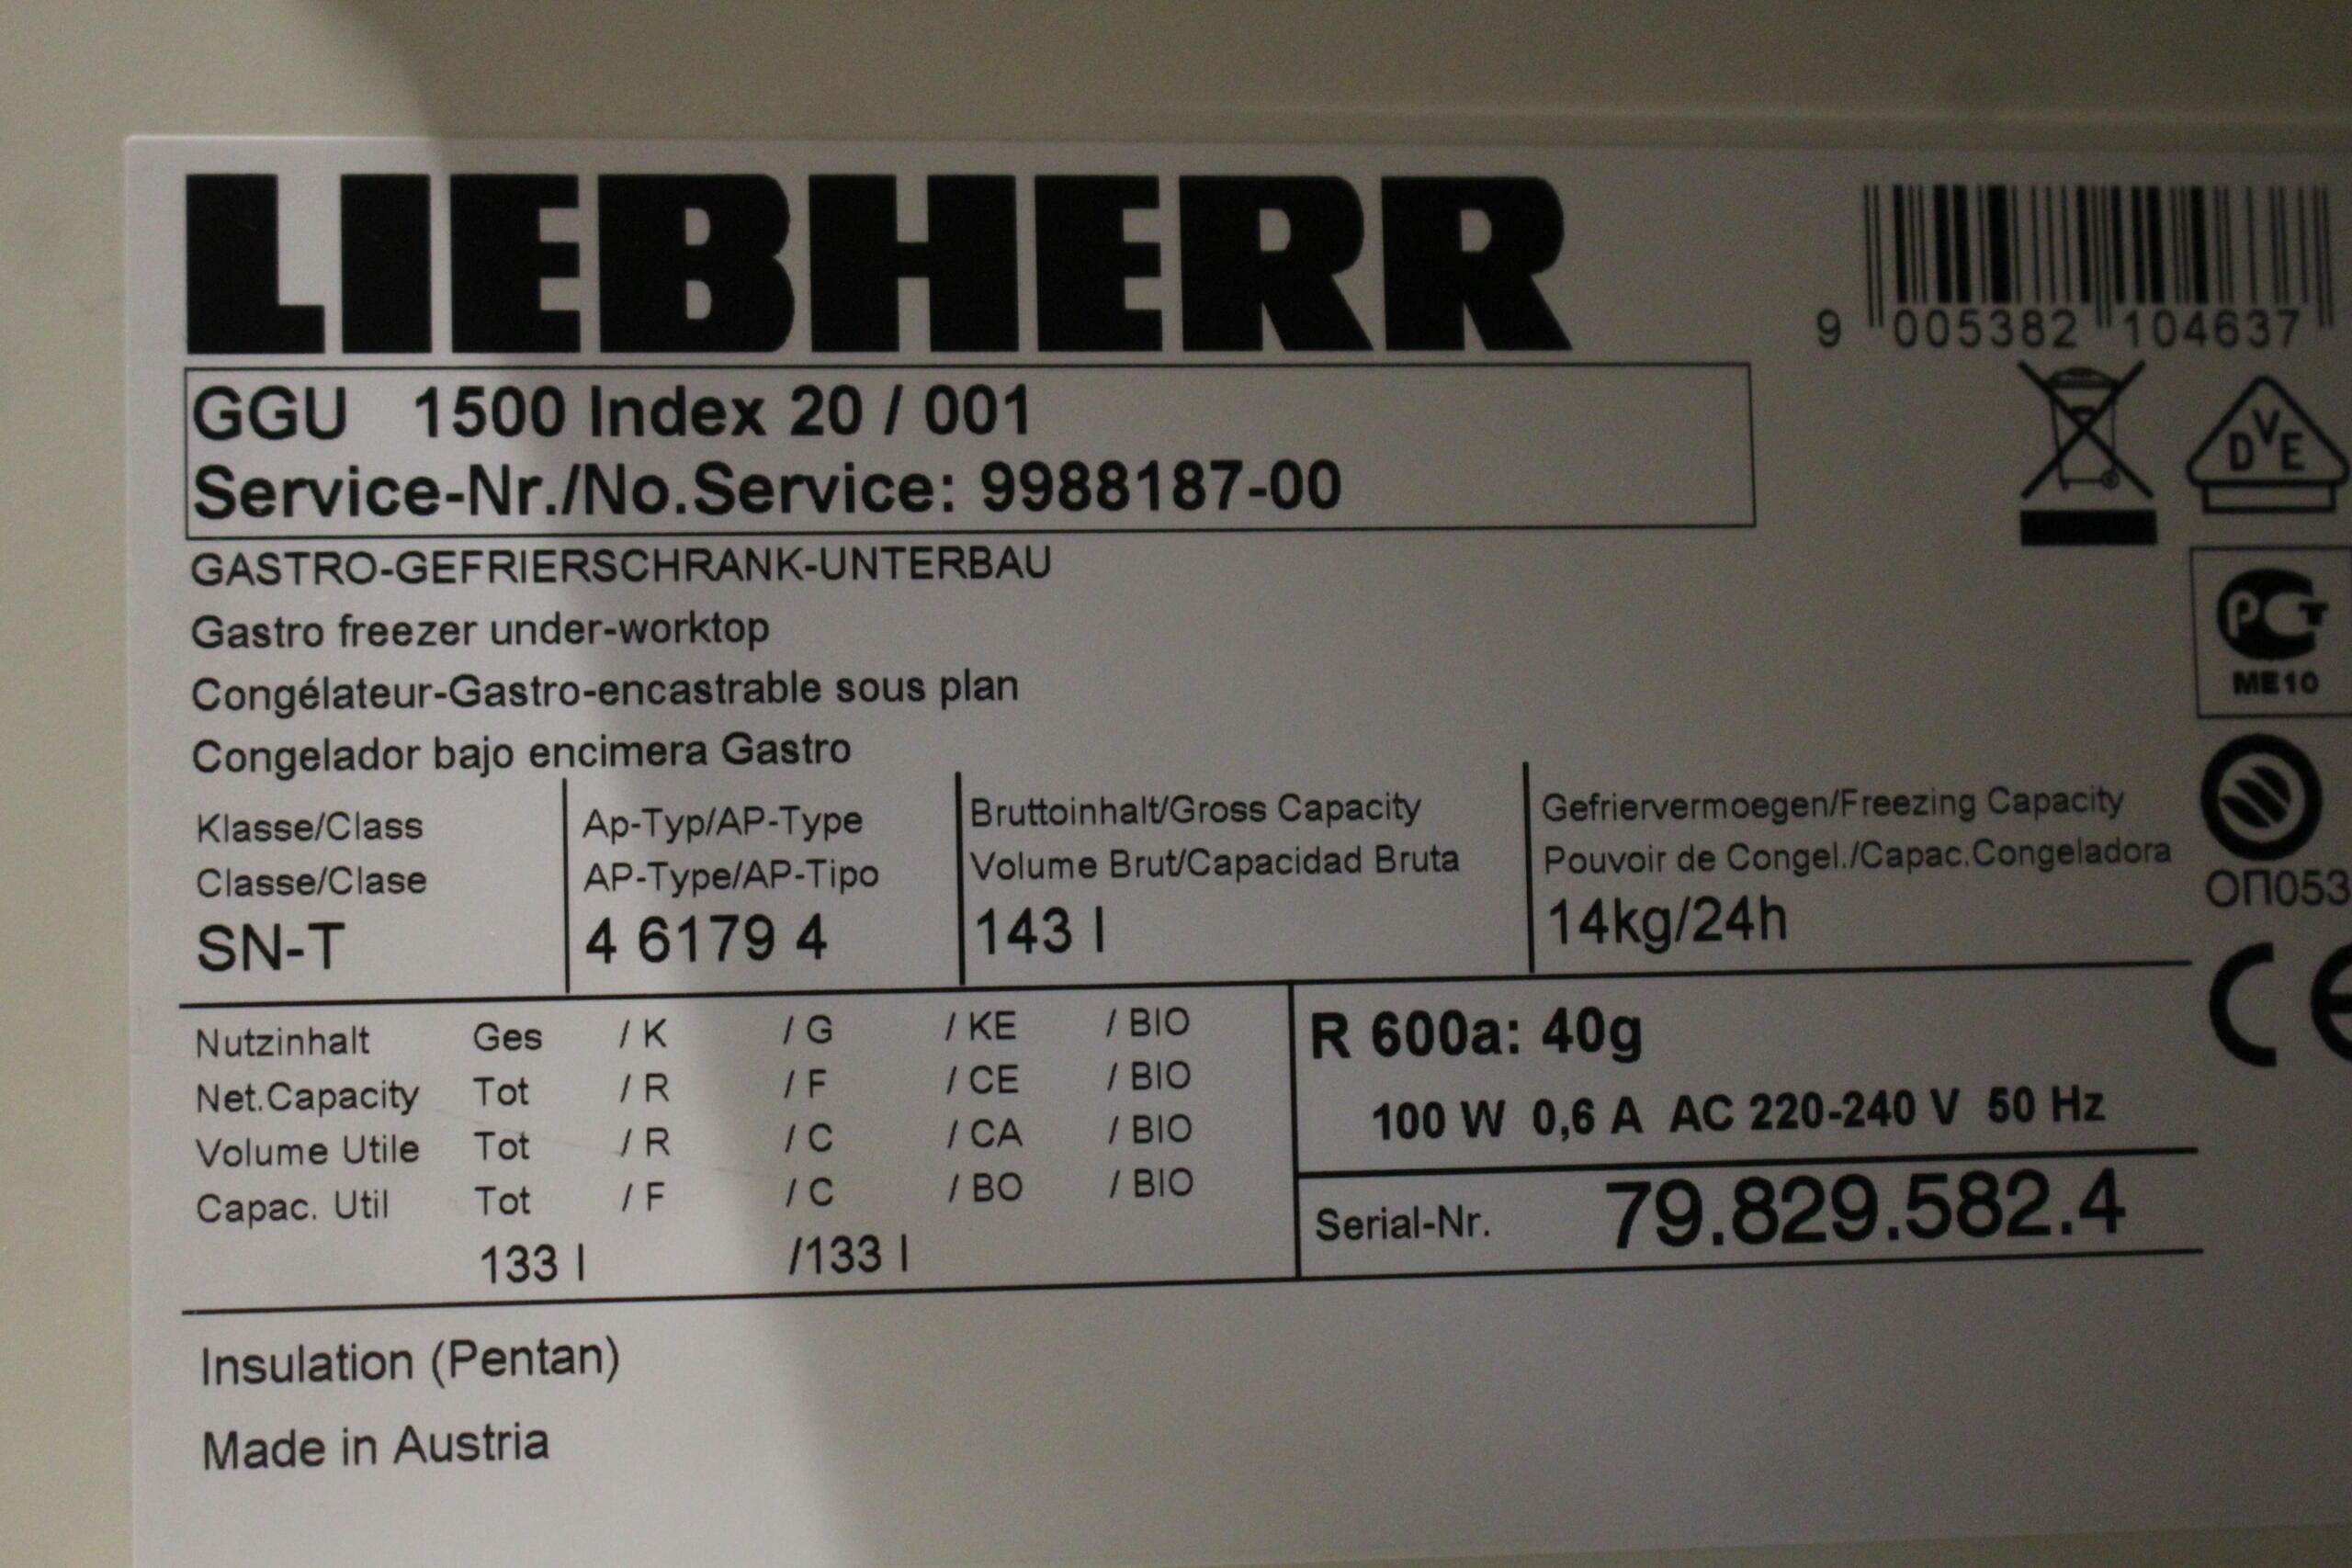 LIEBHERR
9 005382 104637
GGU 1500 Index 20 / 001
Service-Nr./No.Service: 9988187-00
DVE
GASTRO-GEFRIERSCHRANK-UNTERBAU
Gastro freezer under-worktop
Congélateur-Gastro-encastrable sous plan
Congelador bajo encimera Gastro
РСТ
ME10
Klasse/Class
Classe/Clase
SN-T
Ap-Typ/AP-Type
AP-Type/AP-Tipo
4 6179 4
Bruttoinhalt/Gross Capacity
Volume Brut/Capacidad Bruta
143 l
Gefriervermoegen/Freezing Capacity
Pouvoir de Congel./Capac.Congeladora
14kg/24h
ОП053
CE
Nutzinhalt Ges / K / G / KE / BIO
Net.Capacity Tot / R / F / CE / BIO
Volume Utile Tot / R / C / CA / BIO
Capac. Util Tot / F / C / BO / BIO
133 l /133 l
R 600a: 40g
100 W 0,6 A AC 220-240 V 50 Hz
Serial-Nr. 79.829.582.4
Insulation (Pentan)
Made in Austria